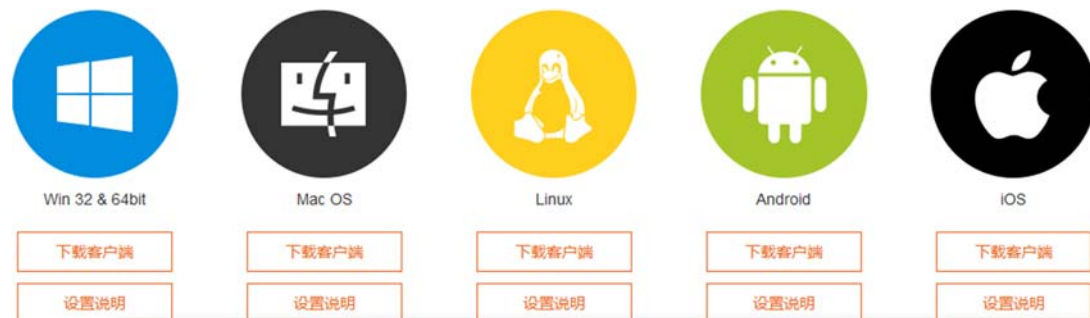 Win 32 & 64bit
Mac OS
Linux
Android
iOS
下载客户端
下载客户端
下载客户端
下载客户端
下载客户端
设置说明
设置说明
设置说明
设置说明
设置说明